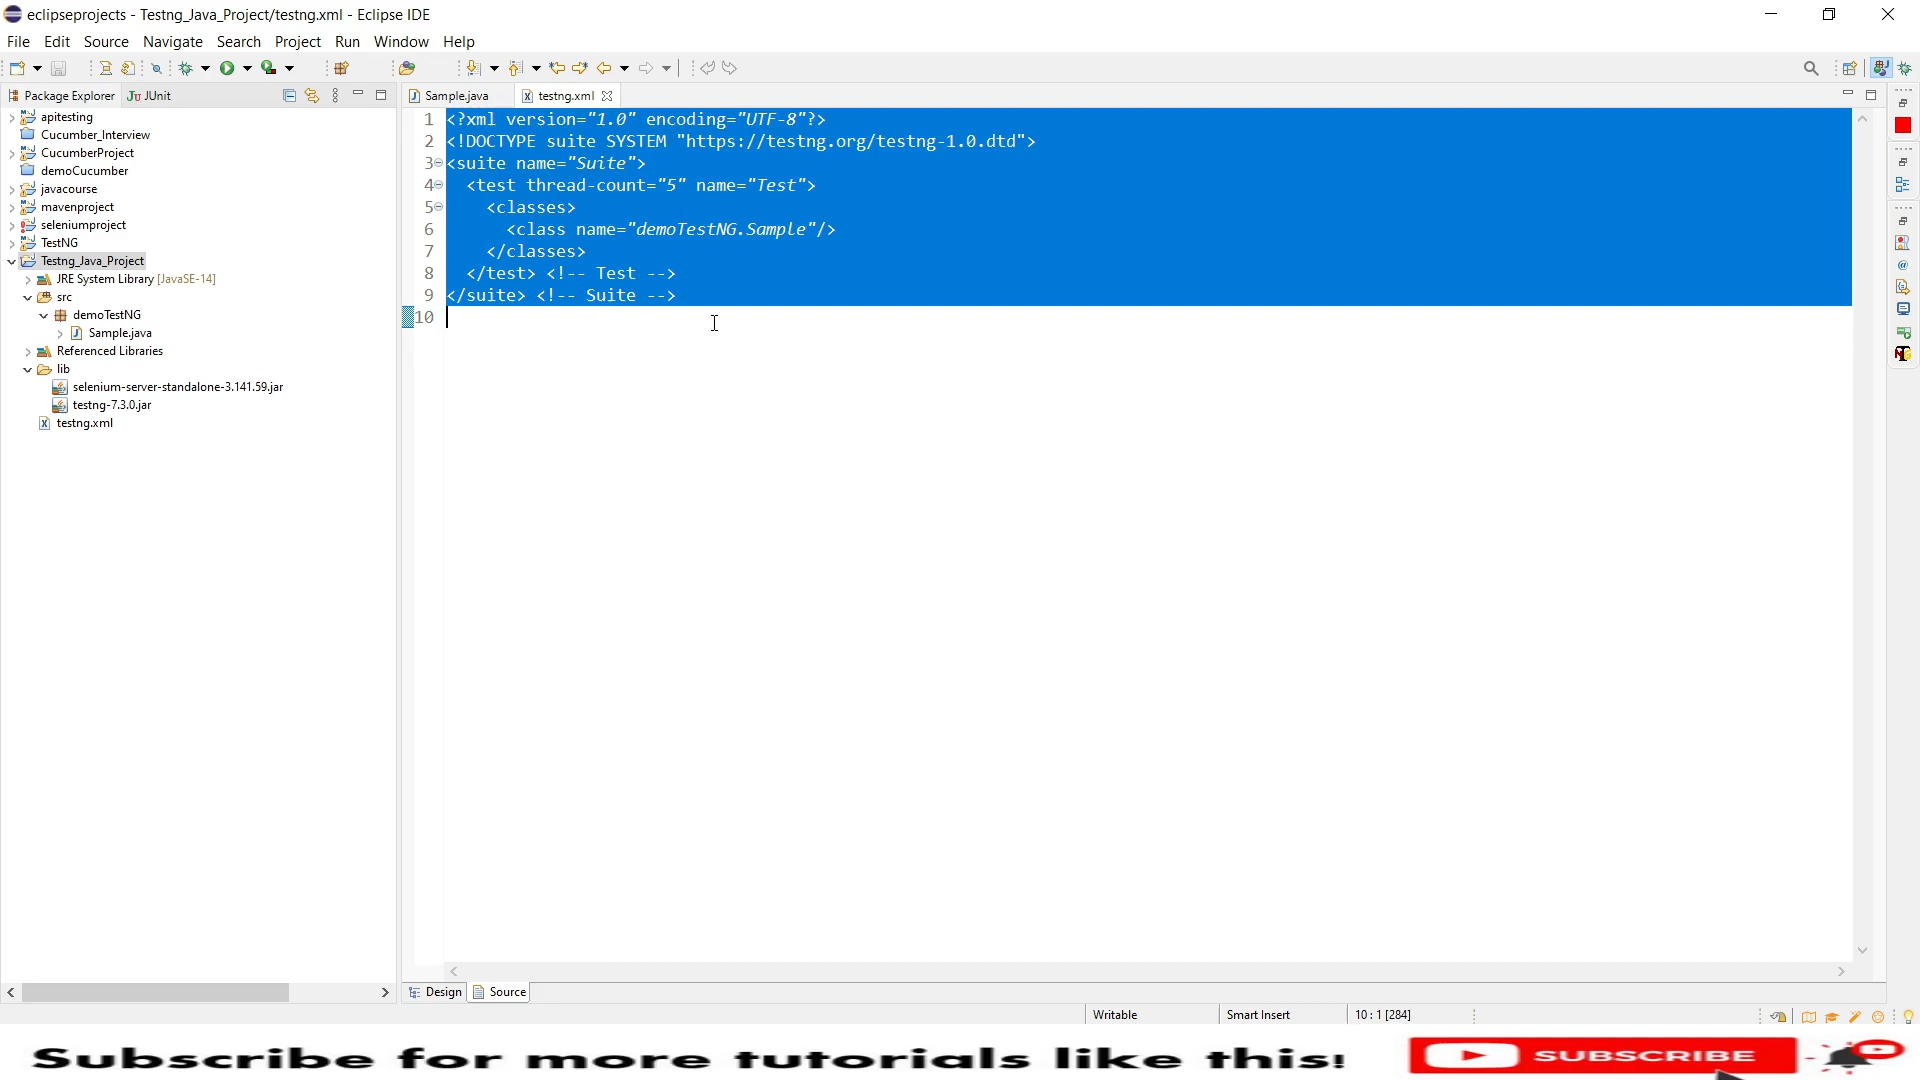 eclipseprojects - Testng_Java_Project/testng.xml - Eclipse IDE
File Edit Source Navigate Search Project Run Window Help
Package Explorer JUnit
Sample.java testng.xml
apitesting
Cucumber_Interview
CucumberProject
demoCucumber
javacourse
mavenproject
seleniumproject
TestNG
Testng_Java_Project
JRE System Library [JavaSE-14]
src
demoTestNG
Sample.java
Referenced Libraries
lib
selenium-server-standalone-3.141.59.jar
testng-7.3.0.jar
testng.xml
1 <?xml version="1.0" encoding="UTF-8"?>
2 <!DOCTYPE suite SYSTEM "https://testng.org/testng-1.0.dtd">
3 <suite name="Suite">
4 <test thread-count="5" name="Test">
5 <classes>
6 <class name="demoTestNG.Sample"/>
7 </classes>
8 </test> <!-- Test -->
9 </suite> <!-- Suite -->
10
Design Source
Writable Smart Insert 10 : 1 [284]
Subscribe for more tutorials like this! SUBSCRIBE